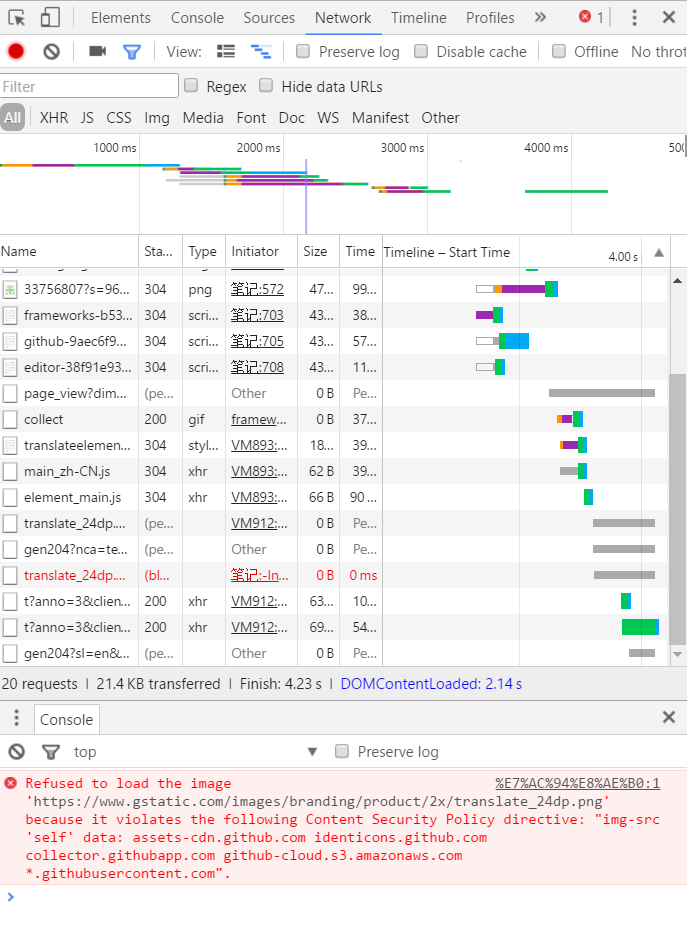 Elements Console Sources Network Timeline Profiles » 1
View: Preserve log Disable cache Offline No throt
Filter Regex Hide data URLs
All XHR JS CSS Img Media Font Doc WS Manifest Other
1000 ms 2000 ms 3000 ms 4000 ms 500
Name Sta... Type Initiator Size Time Timeline – Start Time 4.00 s
33756807?s=96... 304 png 笔记:572 47... 99...
frameworks-b53... 304 scri... 笔记:703 43... 38...
github-9aec6f9... 304 scri... 笔记:705 43... 57...
editor-38f91e93... 304 scri... 笔记:708 43... 11...
page_view?dim... (pe... Other 0 B Pe...
collect 200 gif framew... 0 B 37...
translateelemen... 304 styl... VM893:... 18... 39...
main_zh-CN.js 304 xhr VM893:... 62 B 39...
element_main.js 304 xhr VM893:... 66 B 90 ...
translate_24dp.... (pe... VM912:... 0 B Pe...
gen204?nca=te... (pe... Other 0 B Pe...
translate_24dp.... (bl... 笔记:-In... 0 B 0 ms
t?anno=3&clien... 200 xhr VM912:... 63... 10...
t?anno=3&clien... 200 xhr VM912:... 69... 54...
gen204?sl=en&... (pe... Other 0 B Pe...
20 requests | 21.4 KB transferred | Finish: 4.23 s | DOMContentLoaded: 2.14 s
Console
top Preserve log
Refused to load the image %E7%AC%94%E8%AE%B0:1
'https://www.gstatic.com/images/branding/product/2x/translate_24dp.png'
because it violates the following Content Security Policy directive: "img-src
'self' data: assets-cdn.github.com identicons.github.com
collector.githubapp.com github-cloud.s3.amazonaws.com
*.githubusercontent.com".